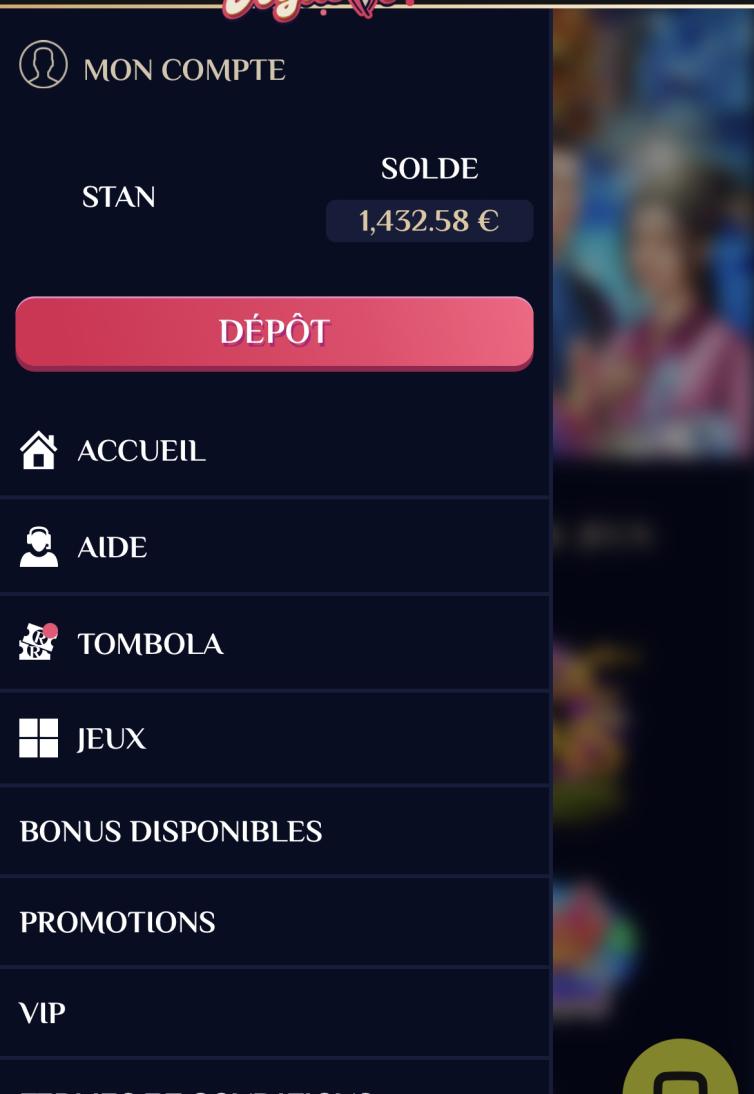 MON COMPTE
STAN
SOLDE
1,432.58 €
DÉPÔT
ACCUEIL
AIDE
TOMBOLA
JEUX
BONUS DISPONIBLES
PROMOTIONS
VIP